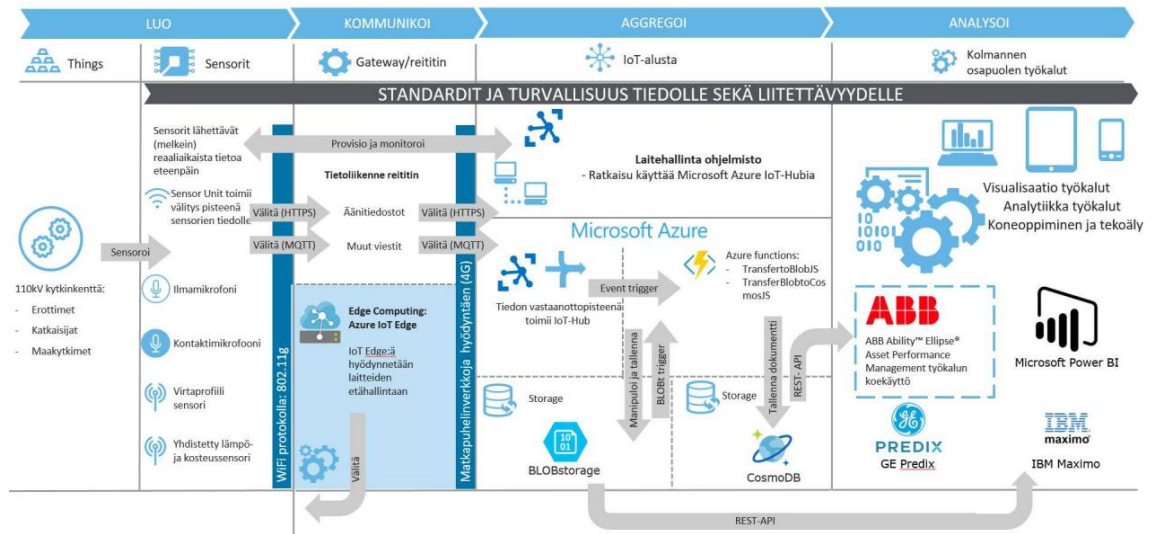 LUO
KOMMUNIKOI
AGGREGOI
ANALYSOI
Things
Sensorit
Gateway/reititin
IoT-alusta
Kolmannen
osapuolen työkalut
STANDARDIT JA TURVALLISUUS TIEDOLLE SEKÄ LIITETTÄVYYDELLE
Sensoroi
110kV kytkinkenttä:
- Erottimet
- Katkaisijat
- Maakytkimet
Sensorit lähettävät
(melkein)
reaaliaikaista tietoa
eteenpäin
Sensor Unit toimii
välitys pisteenä
sensorien tiedolle
Ilmamikrofoni
Kontaktimikrofooni
Virtaprofiili
sensori
Yhdistetty lämpö-
ja kosteussensori
WiFi protokolla: 802.11g
Provisio ja monitoroi
Tietoliikenne reititin
Välitä (HTTPS)
Äänitiedostot
Välitä (HTTPS)
Välitä (MQTT)
Muut viestit
Välitä (MQTT)
Edge Computing:
Azure IoT Edge
IoT Edge:ä
hyödynnetään
laitteiden
etähallintaan
Välitä
Matkapuhelinverkkoja hyödyntäen (4G)
Laitehallinta ohjelmisto
- Ratkaisu käyttää Microsoft Azure IoT-Hubia
Microsoft Azure
Tiedon vastaanottopisteenä
toimii IoT-Hub
Event trigger
Azure functions:
- TransfertoBlobJS
- TransferBlobtoCos
mosJS
Manipuloi ja tallenna
BLOBt trigger
Tallenna dokumentti
REST- API
Storage
10
01
BLOBstorage
Storage
CosmoDB
REST-API
10
10101
010
Visualisaatio työkalut
Analytiikka työkalut
Koneoppiminen ja tekoäly
ABB
ABB Ability™ Ellipse®
Asset Performance
Management työkalun
koekäyttö
Microsoft Power BI
PREDIX
GE Predix
IBM
maximo
IBM Maximo